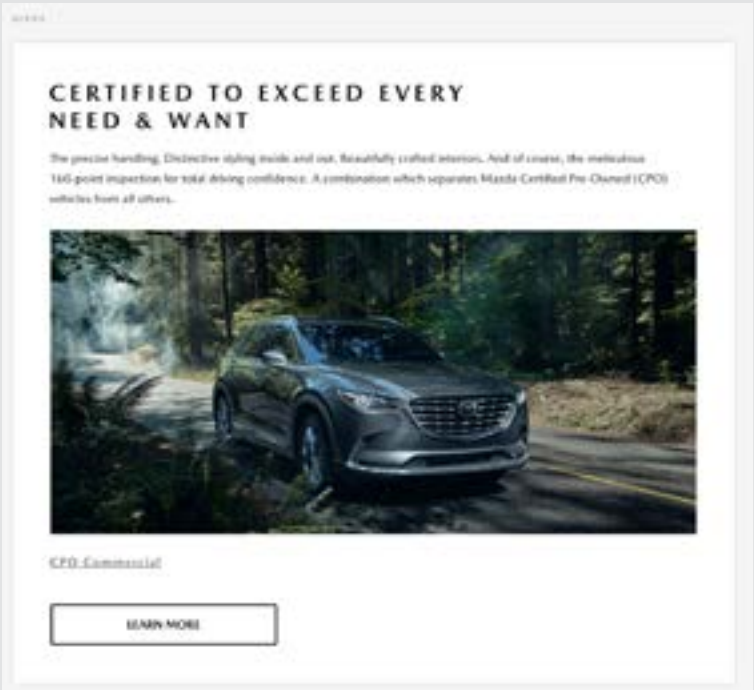 CERTIFIED TO EXCEED EVERY
NEED & WANT
The precise handling. Distinctive styling inside and out. Beautifully crafted interiors. And of course, the meticulous
160-point inspection for total driving confidence. A combination which separates Mazda Certified Pre-Owned (CPO)
vehicles from all others.
CPO Commercial
LEARN MORE